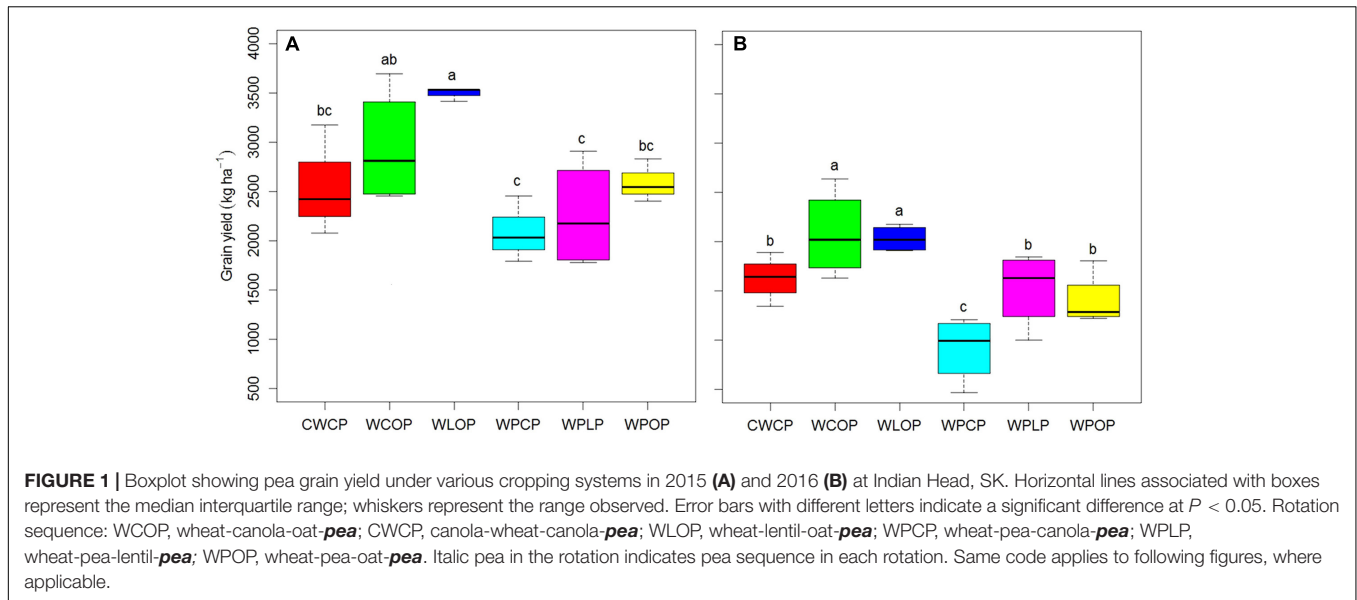 A
B
Grain yield (kg ha⁻¹)
4000
3500
3000
2500
2000
1500
1000
500
bc
ab
a
c
c
bc
CWCP WCOP WLOP WPCP WPLP WPOP
b
a
a
c
b
b
CWCP WCOP WLOP WPCP WPLP WPOP
FIGURE 1 | Boxplot showing pea grain yield under various cropping systems in 2015 (A) and 2016 (B) at Indian Head, SK. Horizontal lines associated with boxes
represent the median interquartile range; whiskers represent the range observed. Error bars with different letters indicate a significant difference at P < 0.05. Rotation
sequence: WCOP, wheat-canola-oat-pea; CWCP, canola-wheat-canola-pea; WLOP, wheat-lentil-oat-pea; WPCP, wheat-pea-canola-pea; WPLP,
wheat-pea-lentil-pea; WPOP, wheat-pea-oat-pea. Italic pea in the rotation indicates pea sequence in each rotation. Same code applies to following figures, where
applicable.